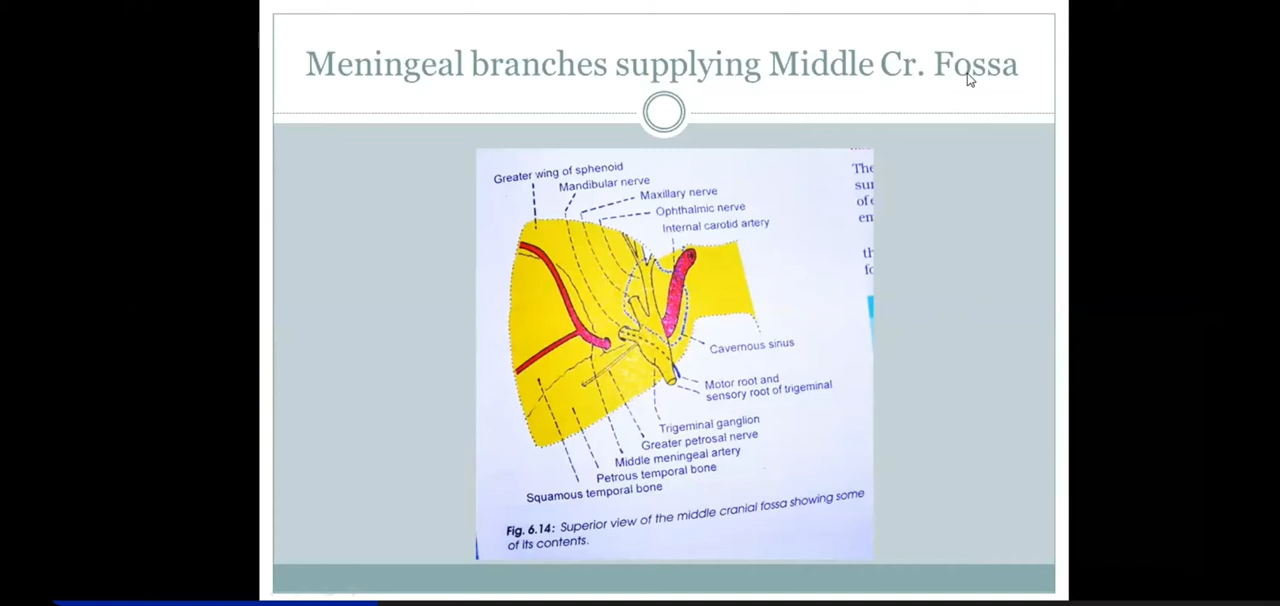 Meningeal branches supplying Middle Cr. Fossa
Greater wing of sphenoid
Mandibular nerve
Maxillary nerve
Ophthalmic nerve
Internal carotid artery
The
Cavernous sinus
Motor root and
sensory root of trigeminal
Trigeminal ganglion
Greater petrosal nerve
Middle meningeal artery
Petrous temporal bone
Squamous temporal bone
Fig. 6.14: Superior view of the middle cranial fossa showing some
of its contents.